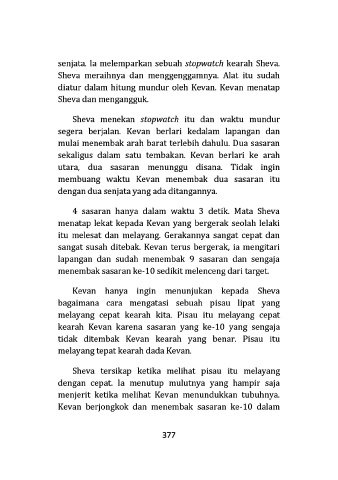 senjata. Ia melemparkan sebuah stopwatch kearah Sheva.
Sheva meraihnya dan menggenggamnya. Alat itu sudah
diatur dalam hitung mundur oleh Kevan. Kevan menatap
Sheva dan mengangguk.
Sheva menekan stopwatch itu dan waktu mundur
segera berjalan. Kevan berlari kedalam lapangan dan
mulai menembak arah barat terlebih dahulu. Dua sasaran
sekaligus dalam satu tembakan. Kevan berlari ke arah
utara, dua sasaran menunggu disana. Tidak ingin
membuang waktu Kevan menembak dua sasaran itu
dengan dua senjata yang ada ditangannya.
4 sasaran hanya dalam waktu 3 detik. Mata Sheva
menatap lekat kepada Kevan yang bergerak seolah lelaki
itu melesat dan melayang. Gerakannya sangat cepat dan
sangat susah ditebak. Kevan terus bergerak, ia mengitari
lapangan dan sudah menembak 9 sasaran dan sengaja
menembak sasaran ke-10 sedikit melenceng dari target.
Kevan hanya ingin menunjukan kepada Sheva
bagaimana cara mengatasi sebuah pisau lipat yang
melayang cepat kearah kita. Pisau itu melayang cepat
kearah Kevan karena sasaran yang ke-10 yang sengaja
tidak ditembak Kevan kearah yang benar. Pisau itu
melayang tepat kearah dada Kevan.
Sheva tersikap ketika melihat pisau itu melayang
dengan cepat. Ia menutup mulutnya yang hampir saja
menjerit ketika melihat Kevan menundukkan tubuhnya.
Kevan berjongkok dan menembak sasaran ke-10 dalam
377